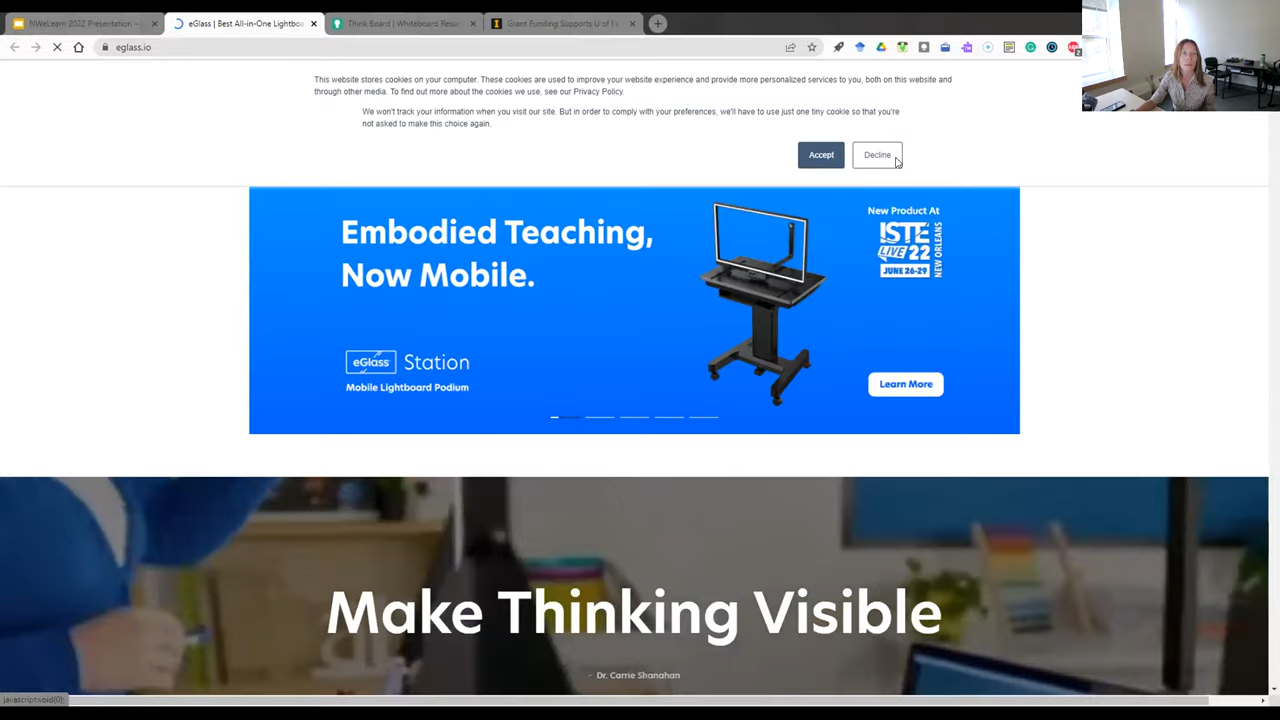 NWeLearn 2022 Presentation -
eGlass | Best All-in-One Lightboa
Think Board | Whiteboard Resur
Grant Funding Supports U of I's
eglass.io
This website stores cookies on your computer. These cookies are used to improve your website experience and provide more personalized services to you, both on this website and
through other media. To find out more about the cookies we use, see our Privacy Policy.
We won't track your information when you visit our site. But in order to comply with your preferences, we'll have to use just one tiny cookie so that you're
not asked to make this choice again.
Accept
Decline
Embodied Teaching,
Now Mobile.
eGlass Station
Mobile Lightboard Podium
New Product At
ISTE
LIVE 22
JUNE 26-29
NEW ORLEANS
Learn More
Make Thinking Visible
- Dr. Carrie Shanahan
javascript:void(0);